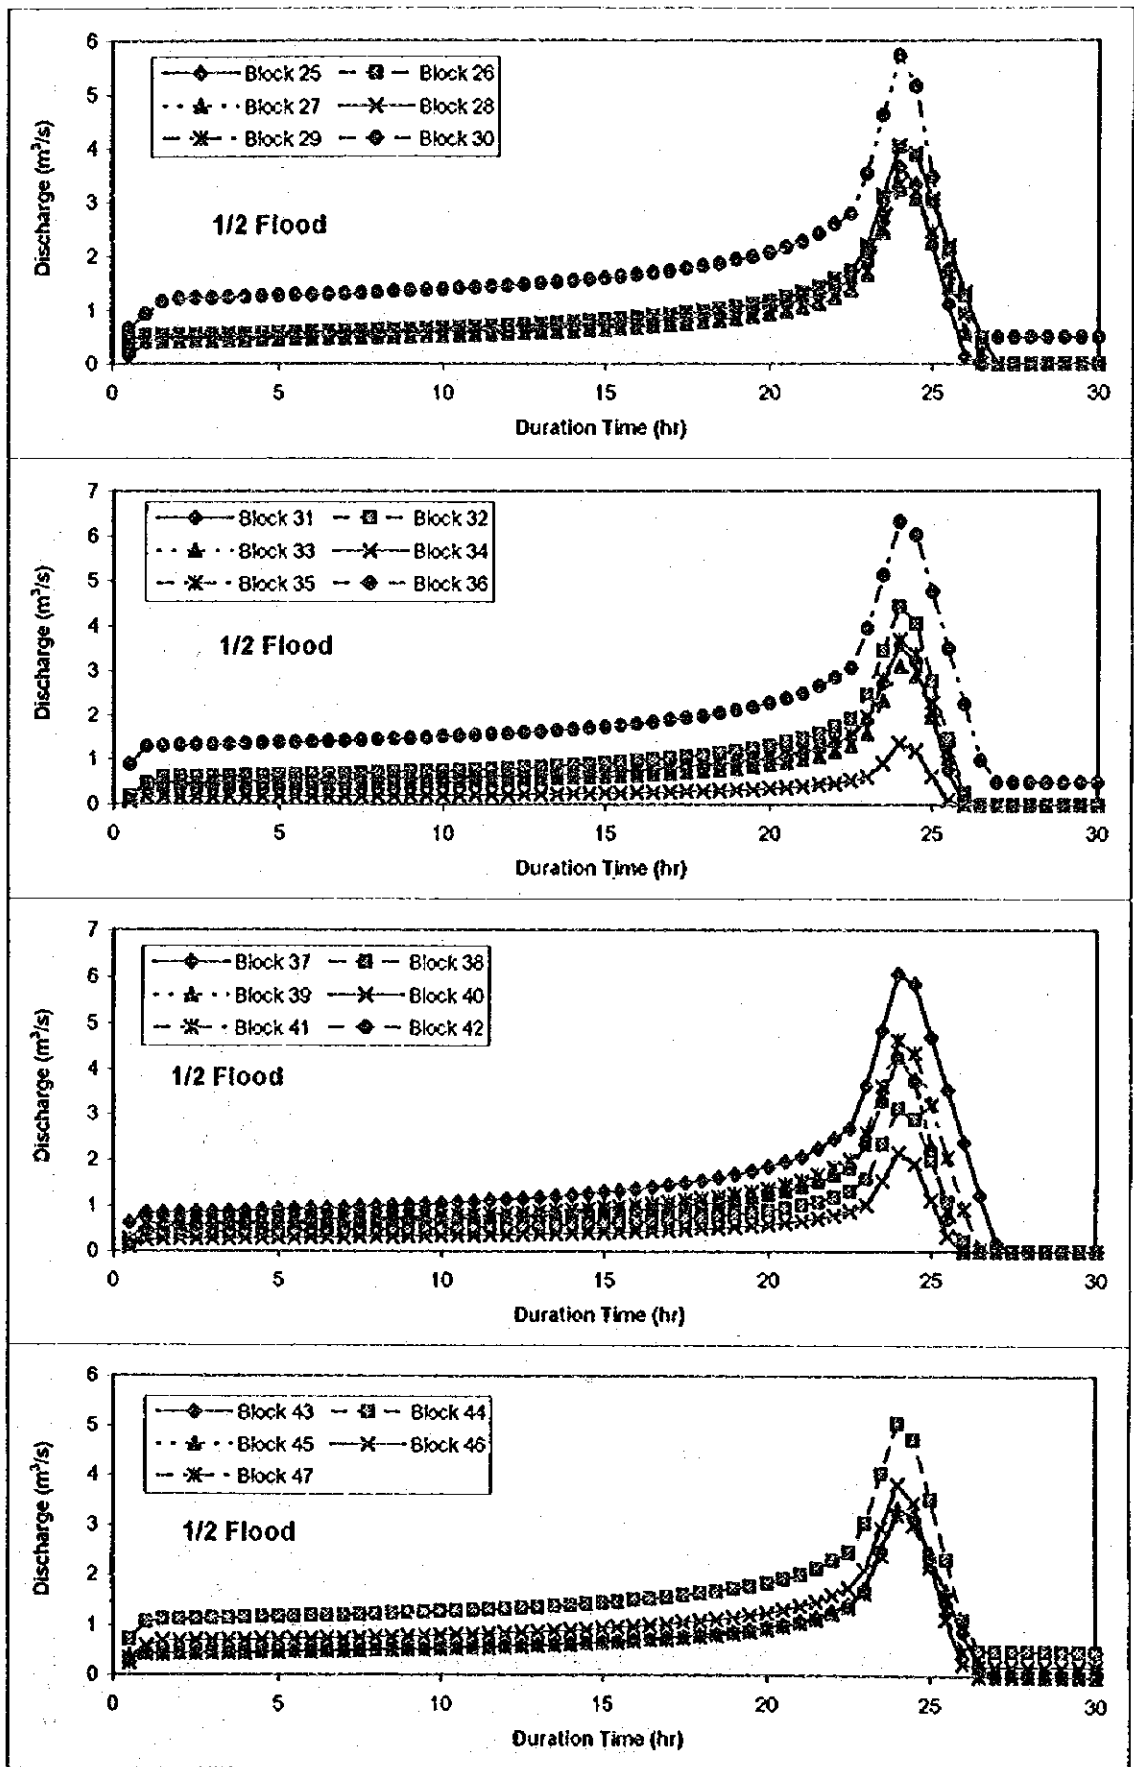 6
5
4
3
2
1
0
Discharge (m³/s)
Block 25 Block 26
Block 27 Block 28
Block 29 Block 30
1/2 Flood
0 5 10 15 20 25 30
Duration Time (hr)
7
6
5
4
3
2
1
0
Discharge (m³/s)
Block 31 Block 32
Block 33 Block 34
Block 35 Block 36
1/2 Flood
0 5 10 15 20 25 30
Duration Time (hr)
7
6
5
4
3
2
1
0
Discharge (m³/s)
Block 37 Block 38
Block 39 Block 40
Block 41 Block 42
1/2 Flood
0 5 10 15 20 25 30
Duration Time (hr)
6
5
4
3
2
1
0
Discharge (m³/s)
Block 43 Block 44
Block 45 Block 46
Block 47
1/2 Flood
0 5 10 15 20 25 30
Duration Time (hr)